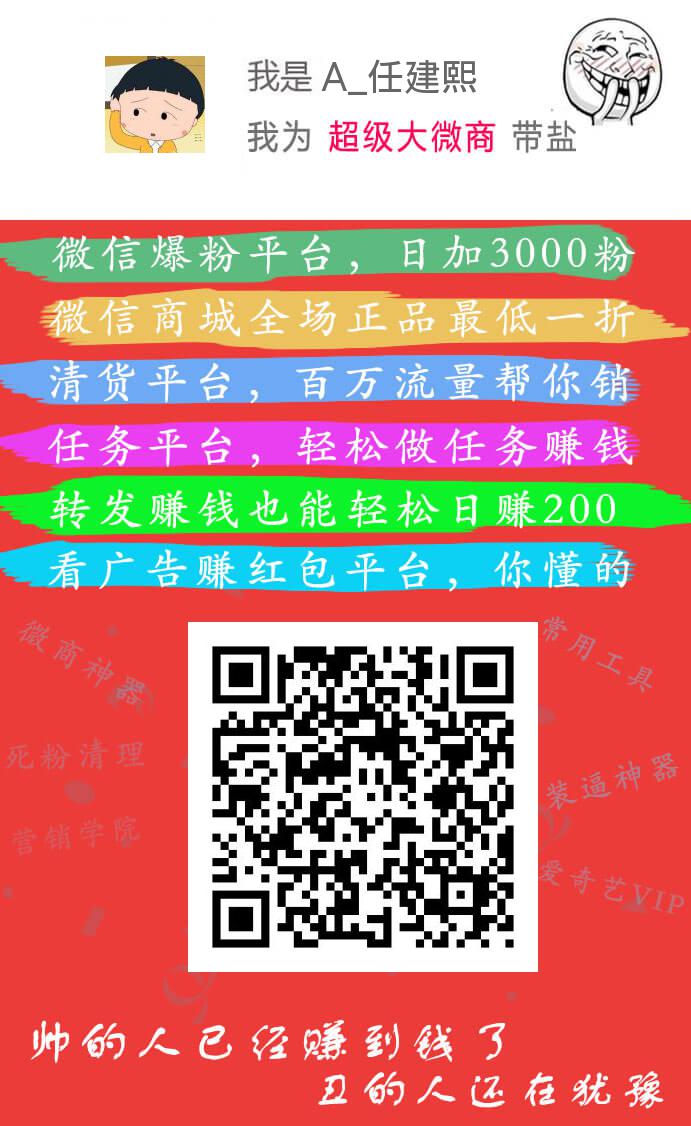 我是 A_任建熙
我为 超级大微商 带盐
微信爆粉平台，日加3000粉
微信商城全场正品最低一折
清货平台，百万流量帮你销
任务平台，轻松做任务赚钱
转发赚钱也能轻松日赚200
看广告赚红包平台，你懂的
微商神器
常用工具
死粉清理
装逼神器
营销学院
爱奇艺VIP
帅的人已经赚到钱了
丑的人还在犹豫